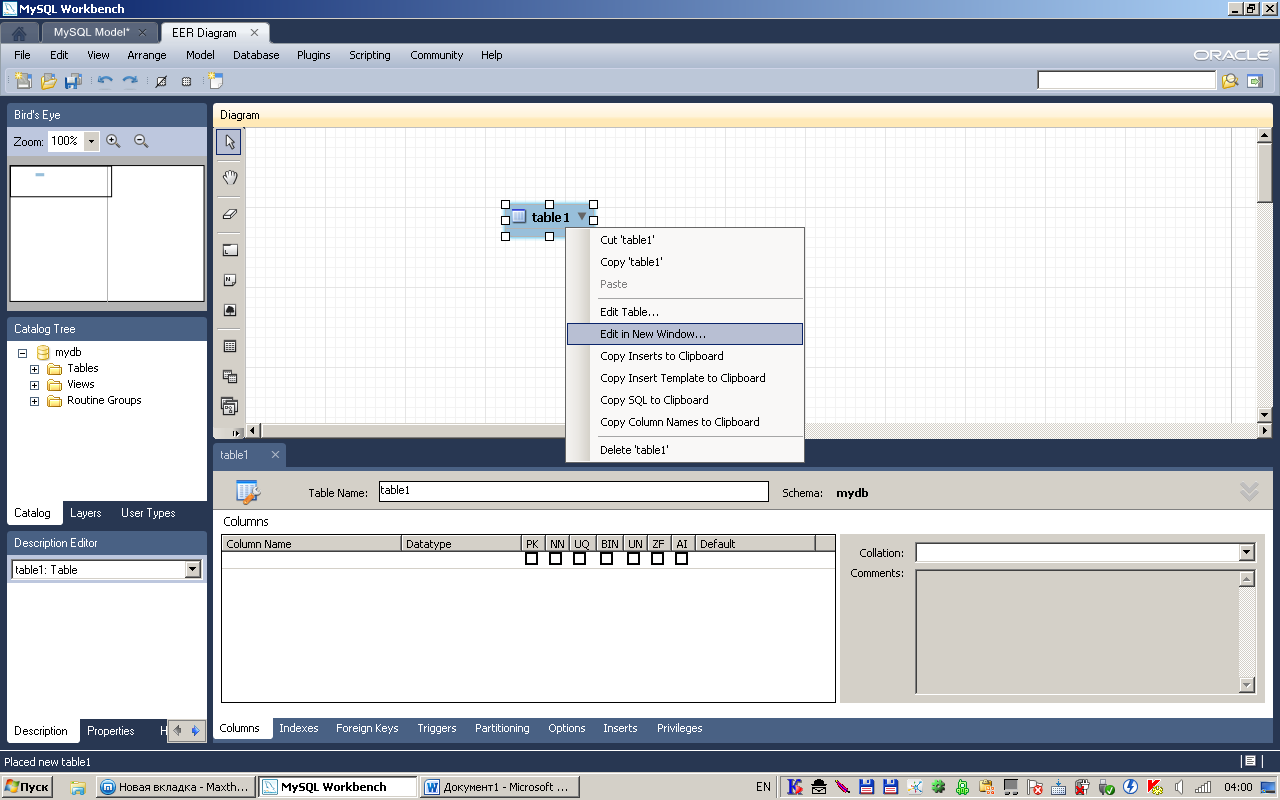 MySQL Workbench
MySQL Model*
EER Diagram
File Edit View Arrange Model Database Plugins Scripting Community Help
ORACLE
Bird's Eye
Zoom: 100%
Diagram
table1
Cut 'table1'
Copy 'table1'
Paste
Edit Table...
Edit in New Window...
Copy Inserts to Clipboard
Copy Insert Template to Clipboard
Copy SQL to Clipboard
Copy Column Names to Clipboard
Delete 'table1'
Catalog Tree
mydb
Tables
Views
Routine Groups
Catalog Layers User Types
Description Editor
table1: Table
Description Properties H
table1
Table Name: table1 Schema: mydb
Columns
Column Name Datatype PK NN UQ BIN UN ZF AI Default
Collation:
Comments:
Columns Indexes Foreign Keys Triggers Partitioning Options Inserts Privileges
Placed new table1
Пуск Новая вкладка - Maxth... MySQL Workbench Документ1 - Microsoft ... EN 04:00